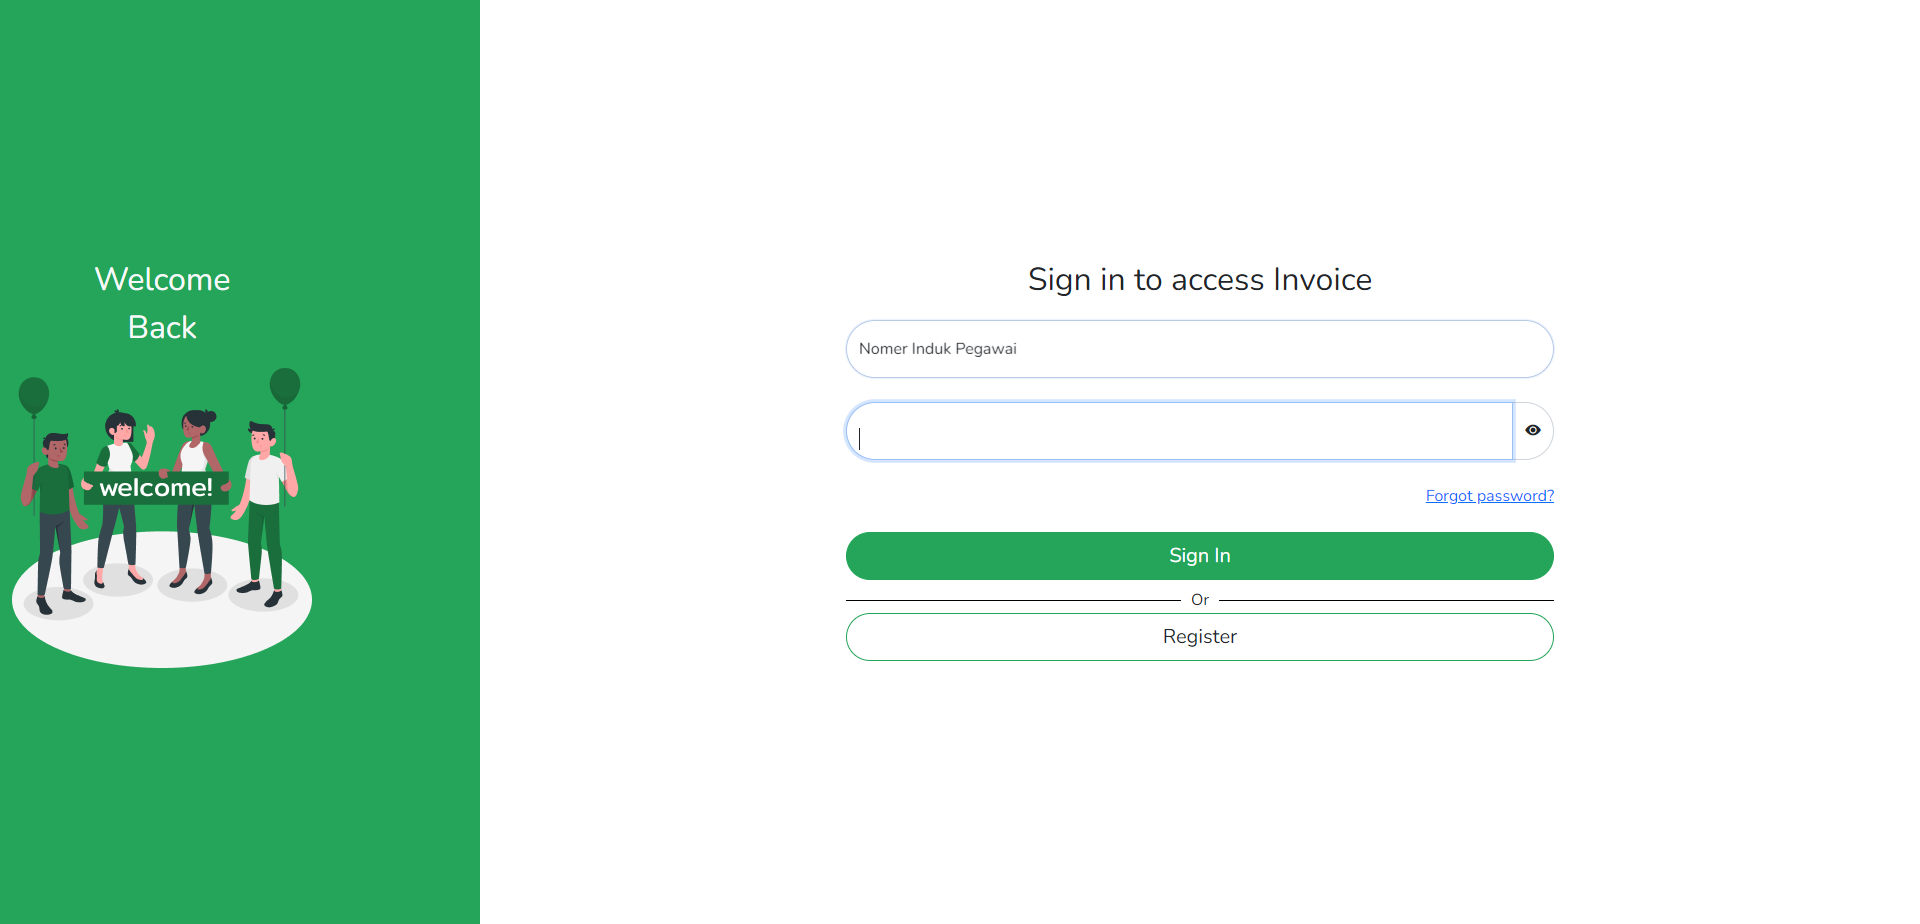 Welcome
Back
welcome!
Sign in to access Invoice
Nomer Induk Pegawai
Forgot password?
Sign In
Or
Register